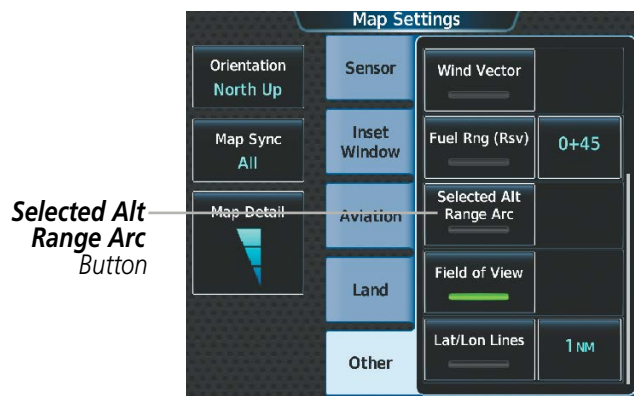 Map Settings
Orientation
North Up
Map Sync
All
Map Detail
Sensor
Inset
Window
Aviation
Land
Other
Wind Vector
Fuel Rng (Rsv)
0+45
Selected Alt
Range Arc
Field of View
Lat/Lon Lines
1NM
Selected Alt
Range Arc
Button